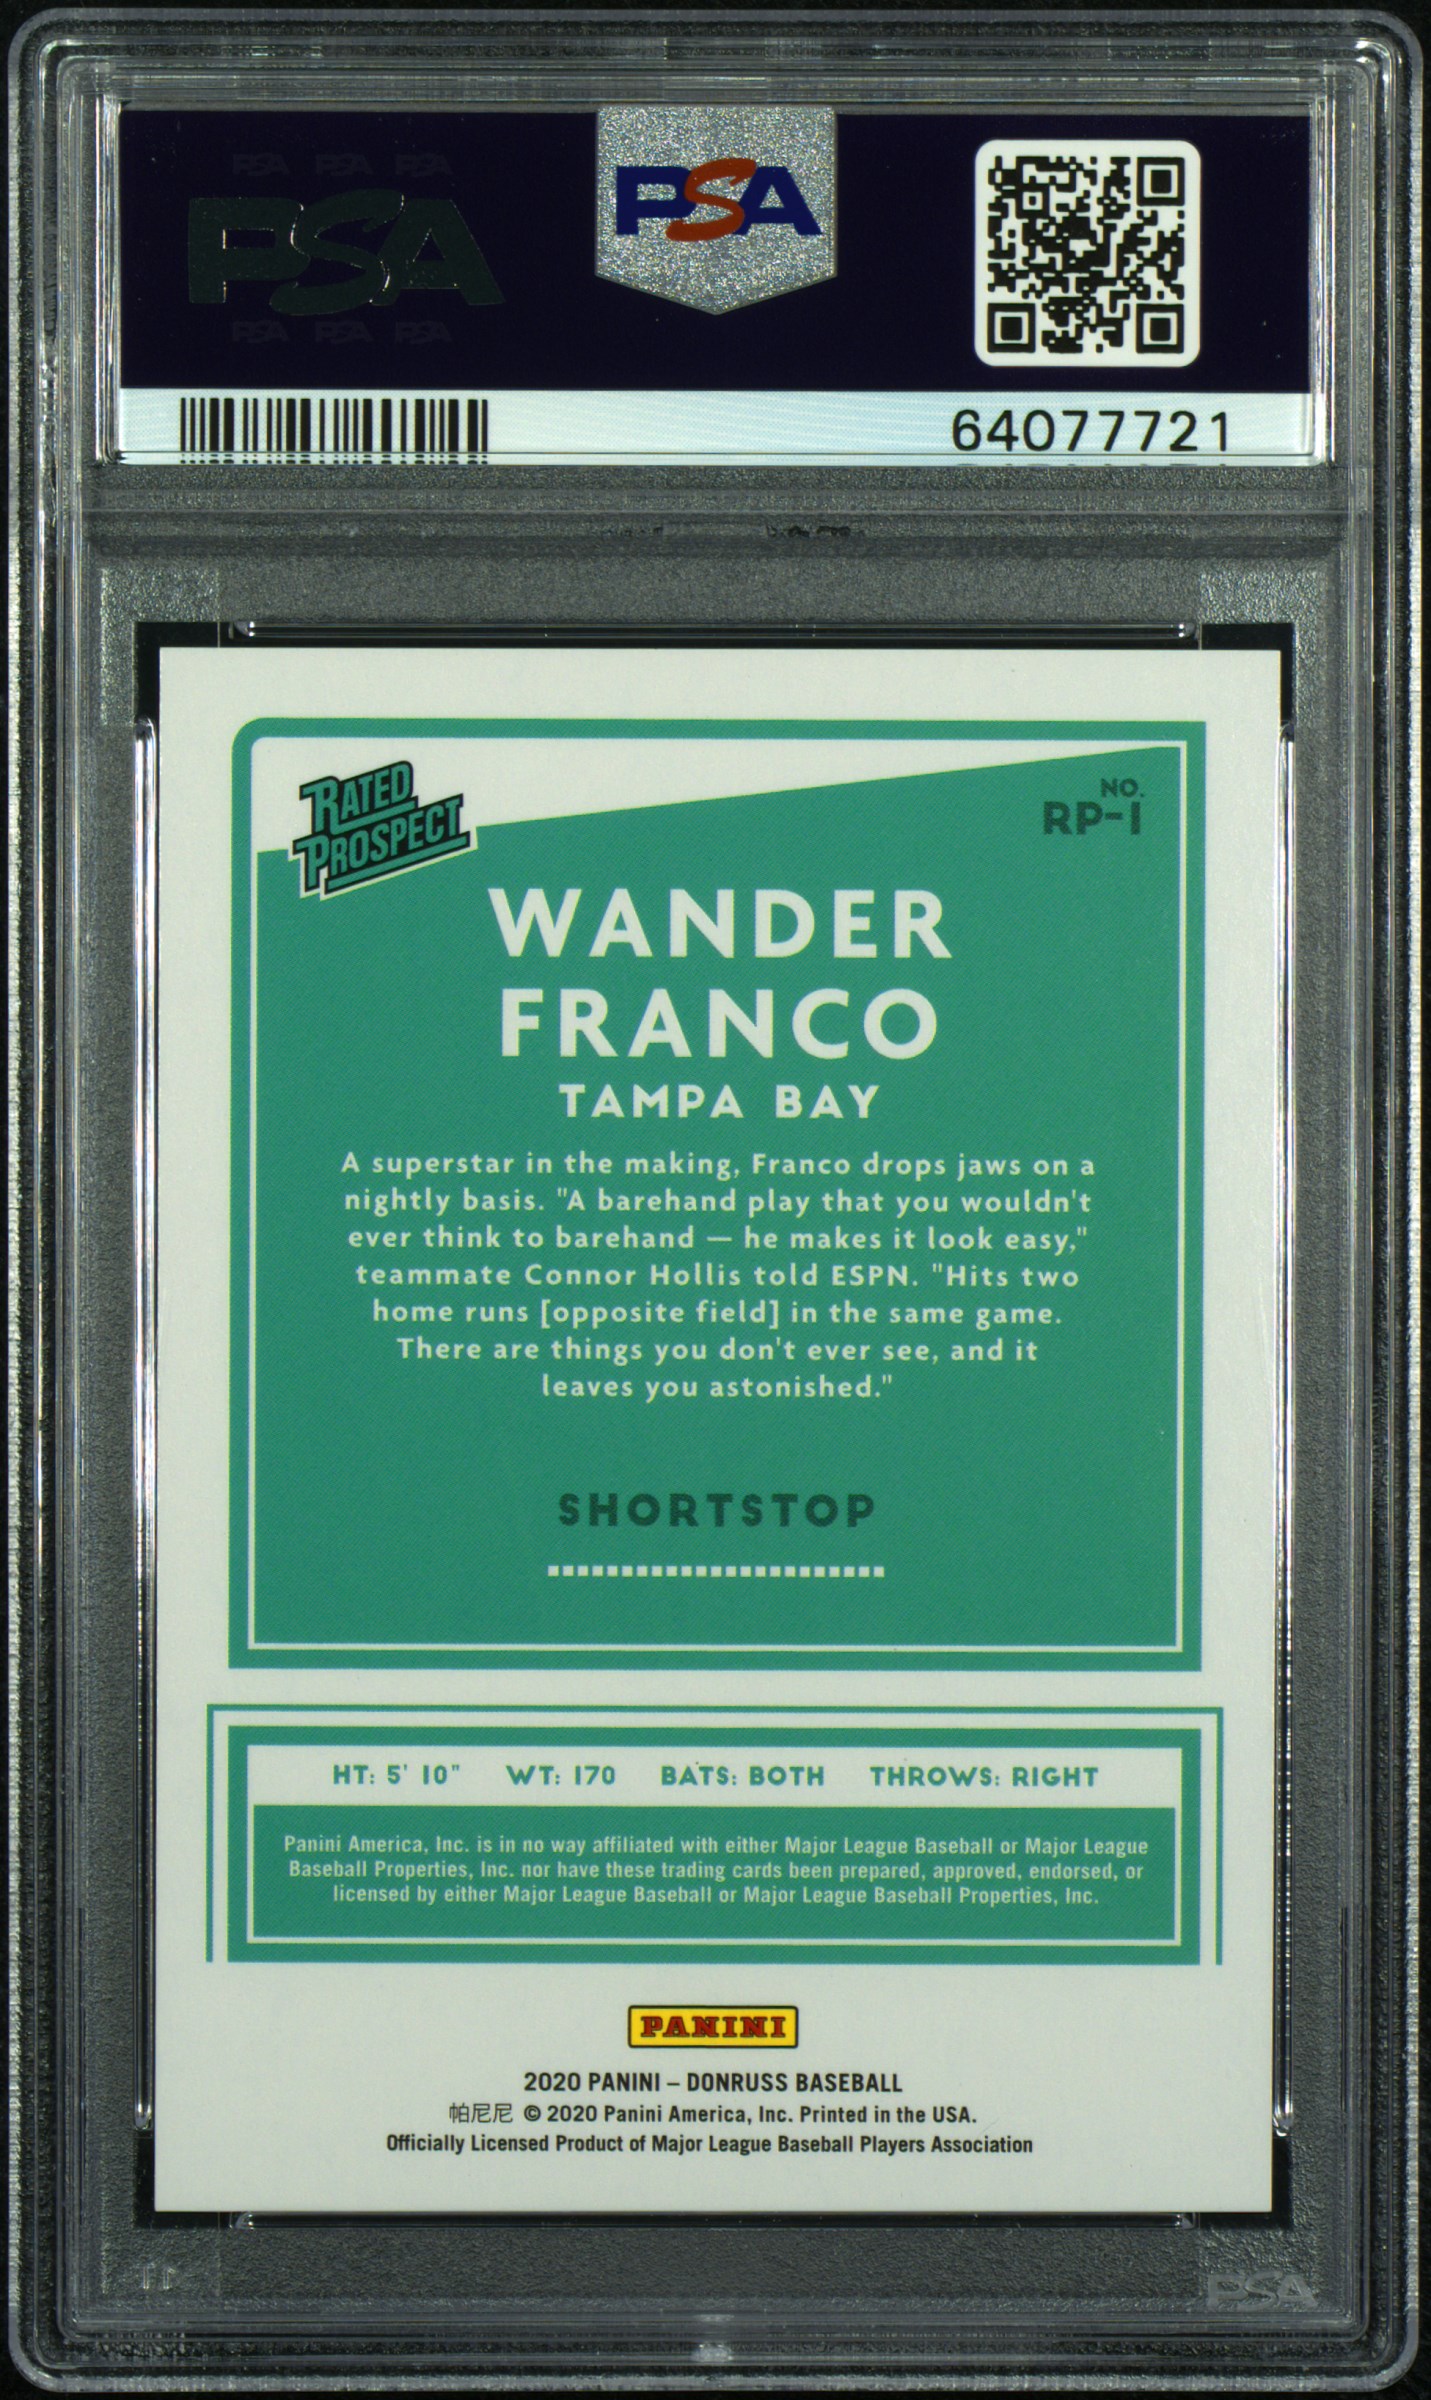 PSA PSA PSA
PSA
PSA PSA PSA
PSA
64077721
RATED
PROSPECT
NO.
RP-1
WANDER
FRANCO
TAMPA BAY
A superstar in the making, Franco drops jaws on a
nightly basis. "A barehand play that you wouldn't
ever think to barehand — he makes it look easy,"
teammate Connor Hollis told ESPN. "Hits two
home runs [opposite field] in the same game.
There are things you don't ever see, and it
leaves you astonished."
SHORTSTOP
HT: 5' 10" WT: 170 BATS: BOTH THROWS: RIGHT
Panini America, Inc. is in no way affiliated with either Major League Baseball or Major League
Baseball Properties, Inc. nor have these trading cards been prepared, approved, endorsed, or
licensed by either Major League Baseball or Major League Baseball Properties, Inc.
PANINI
2020 PANINI – DONRUSS BASEBALL
帕尼尼 © 2020 Panini America, Inc. Printed in the USA.
Officially Licensed Product of Major League Baseball Players Association
PSA